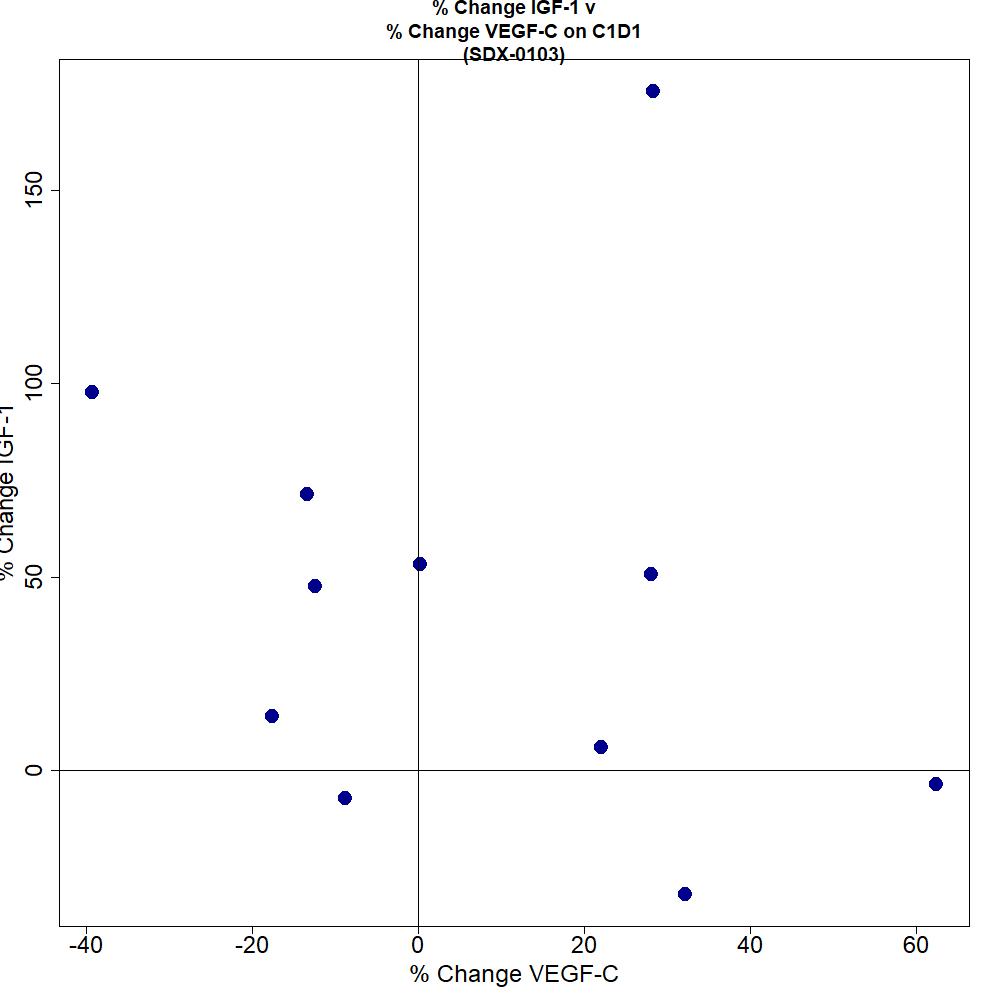 % Change IGF-1 v
% Change VEGF-C on C1D1
(SDX-0103)
% Change IGF-1
150
100
50
0
-40 -20 0 20 40 60
% Change VEGF-C